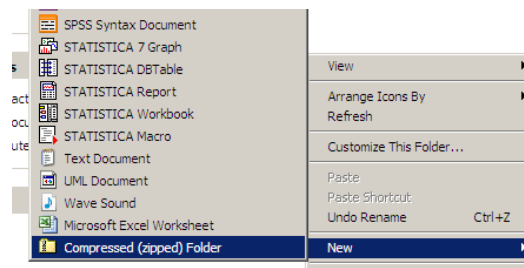 SPSS Syntax Document
STATISTICA 7 Graph
STATISTICA DBTable
STATISTICA Report
STATISTICA Workbook
STATISTICA Macro
Text Document
UML Document
Wave Sound
Microsoft Excel Worksheet
Compressed (zipped) Folder
View
Arrange Icons By
Refresh
Customize This Folder...
Paste
Paste Shortcut
Undo Rename Ctrl+Z
New